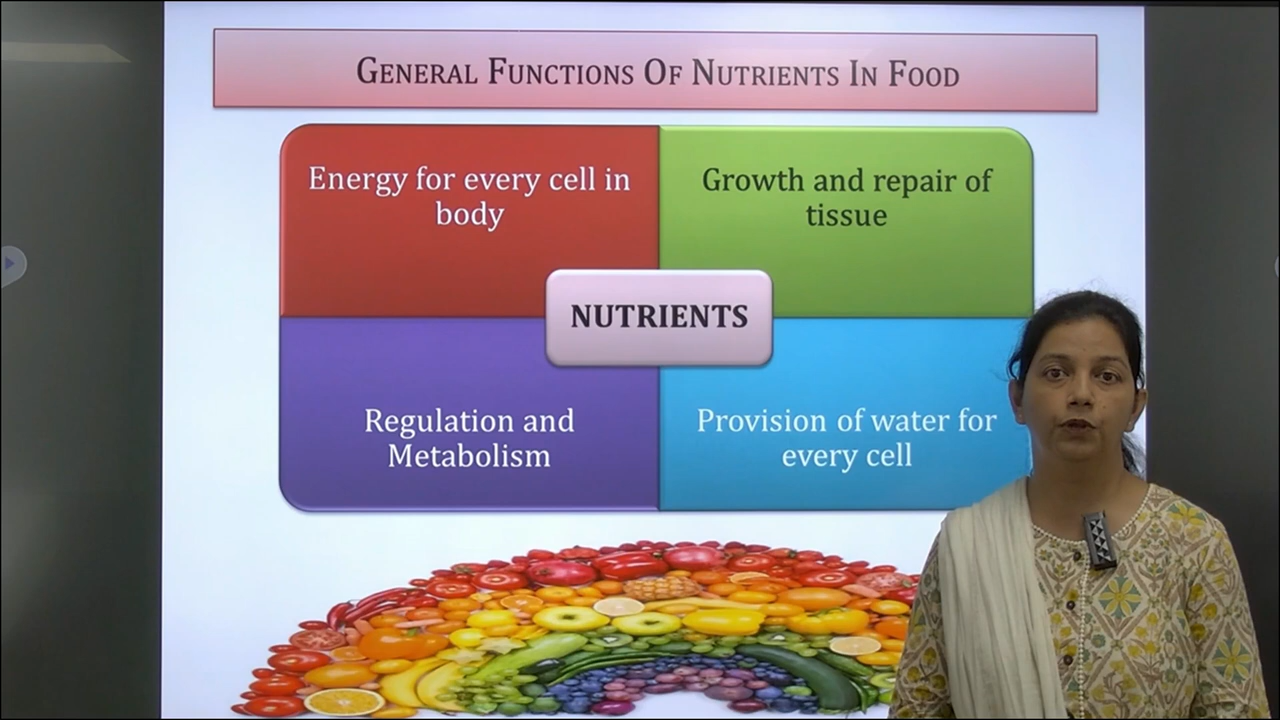 GENERAL FUNCTIONS OF NUTRIENTS IN FOOD
Energy for every cell in
body
Growth and repair of
tissue
NUTRIENTS
Regulation and
Metabolism
Provision of water for
every cell